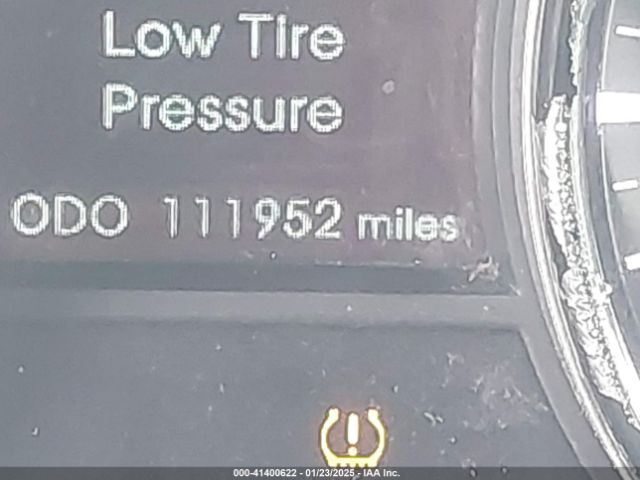 Low Tire
Pressure
ODO 111952 miles
000-41400622 - 01/23/2025 - IAA Inc.